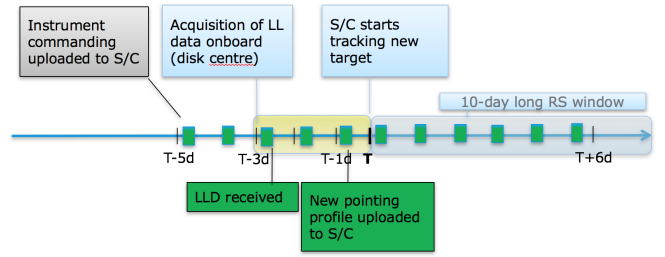 Instrument
commanding
uploaded to S/C
Acquisition of LL
data onboard
(disk centre)
S/C starts
tracking new
target
10-day long RS window
T-5d
T-3d
T-1d
T
T+6d
LLD received
New pointing
profile uploaded
to S/C